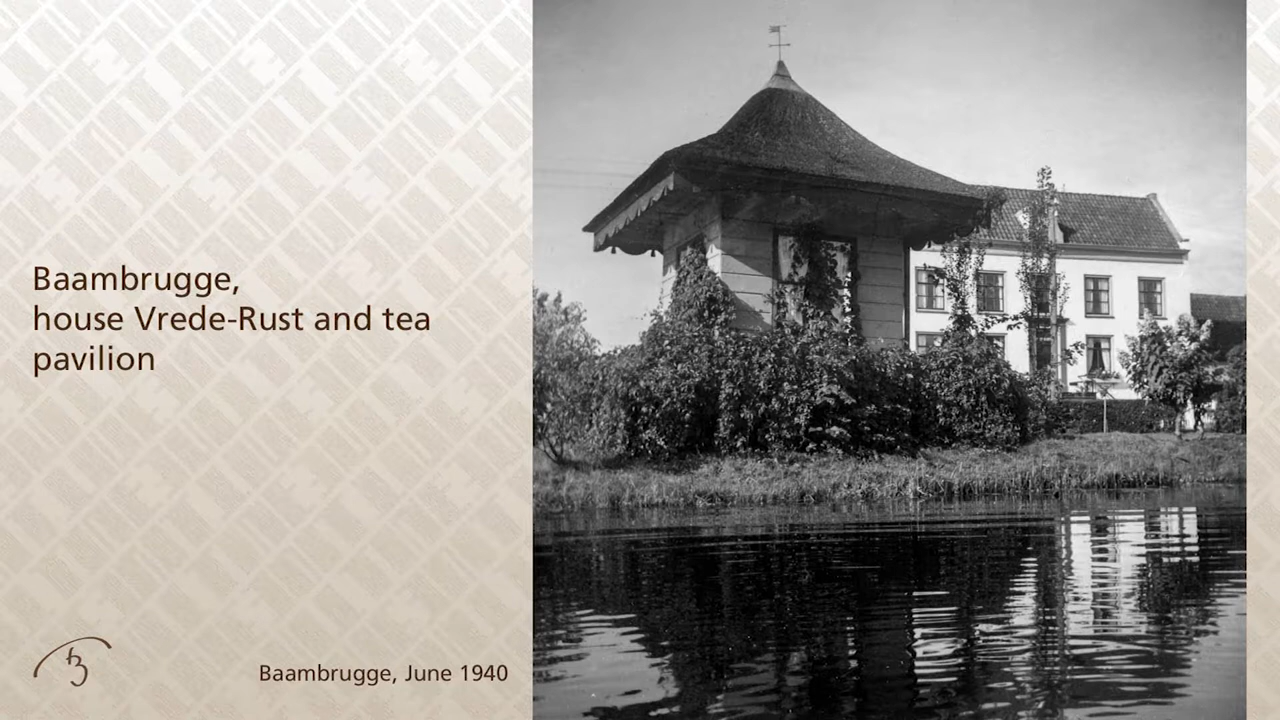 Baambrugge,
house Vrede-Rust and tea
pavilion
Baambrugge, June 1940